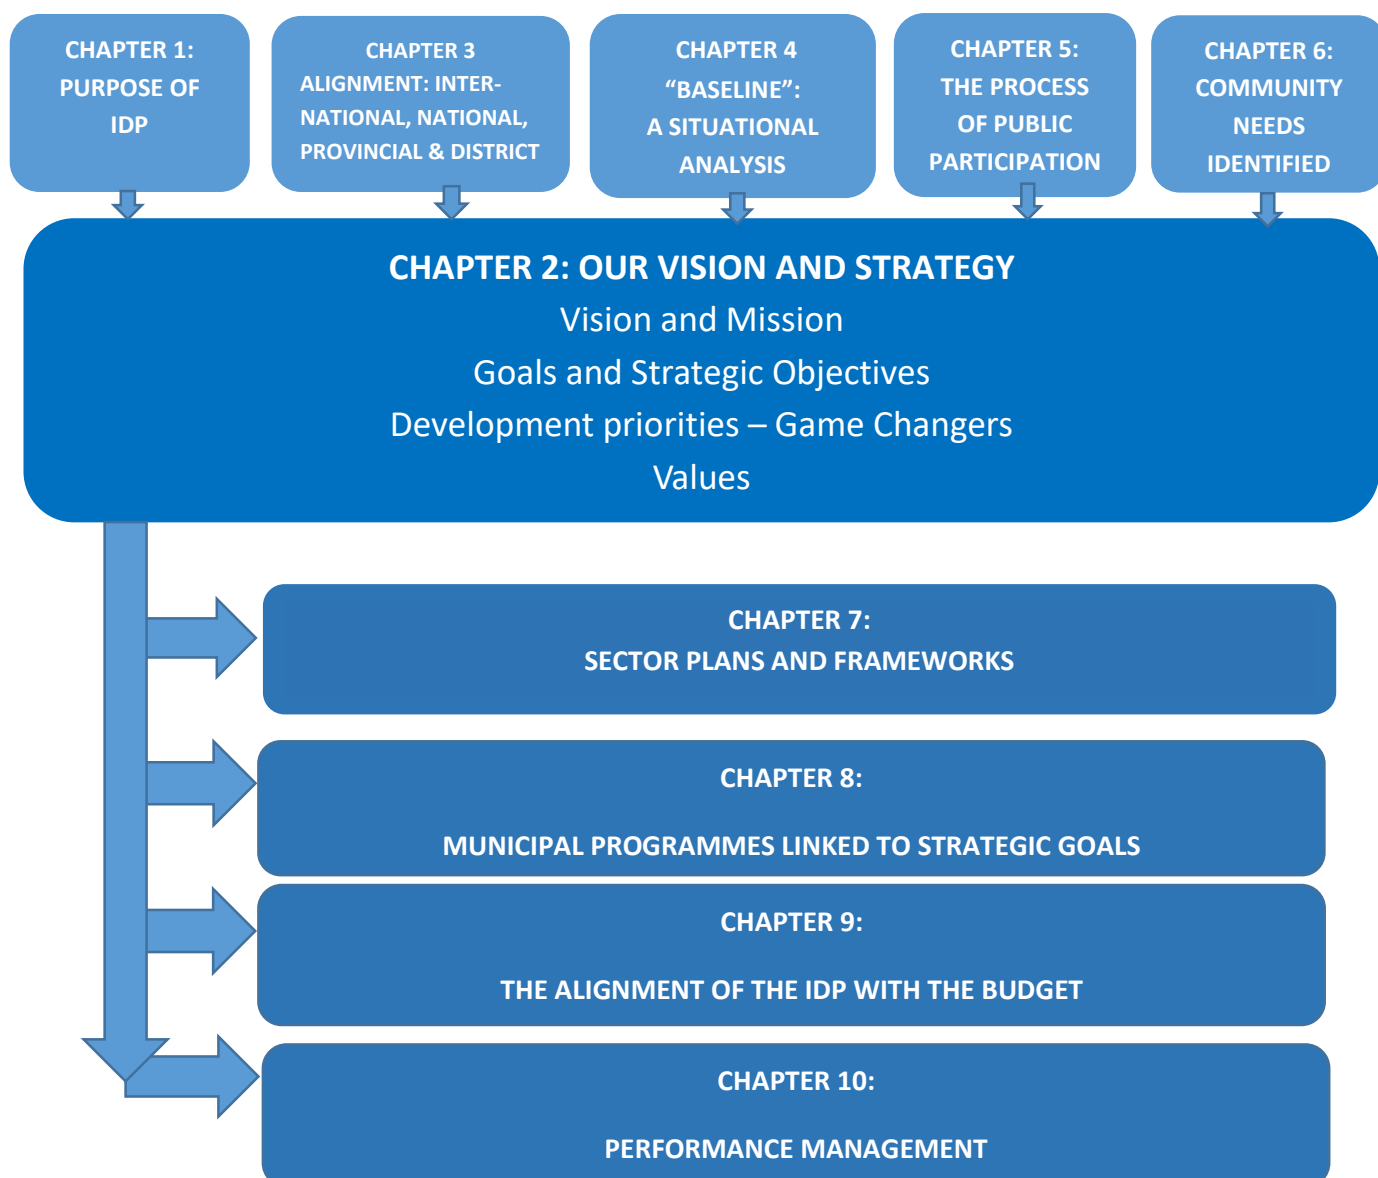 CHAPTER 1:
PURPOSE OF
IDP
CHAPTER 3
ALIGNMENT: INTER-
NATIONAL, NATIONAL,
PROVINCIAL & DISTRICT
CHAPTER 4
“BASELINE”:
A SITUATIONAL
ANALYSIS
CHAPTER 5:
THE PROCESS
OF PUBLIC
PARTICIPATION
CHAPTER 6:
COMMUNITY
NEEDS
IDENTIFIED
CHAPTER 2: OUR VISION AND STRATEGY
Vision and Mission
Goals and Strategic Objectives
Development priorities – Game Changers
Values
CHAPTER 7:
SECTOR PLANS AND FRAMEWORKS
CHAPTER 8:
MUNICIPAL PROGRAMMES LINKED TO STRATEGIC GOALS
CHAPTER 9:
THE ALIGNMENT OF THE IDP WITH THE BUDGET
CHAPTER 10:
PERFORMANCE MANAGEMENT